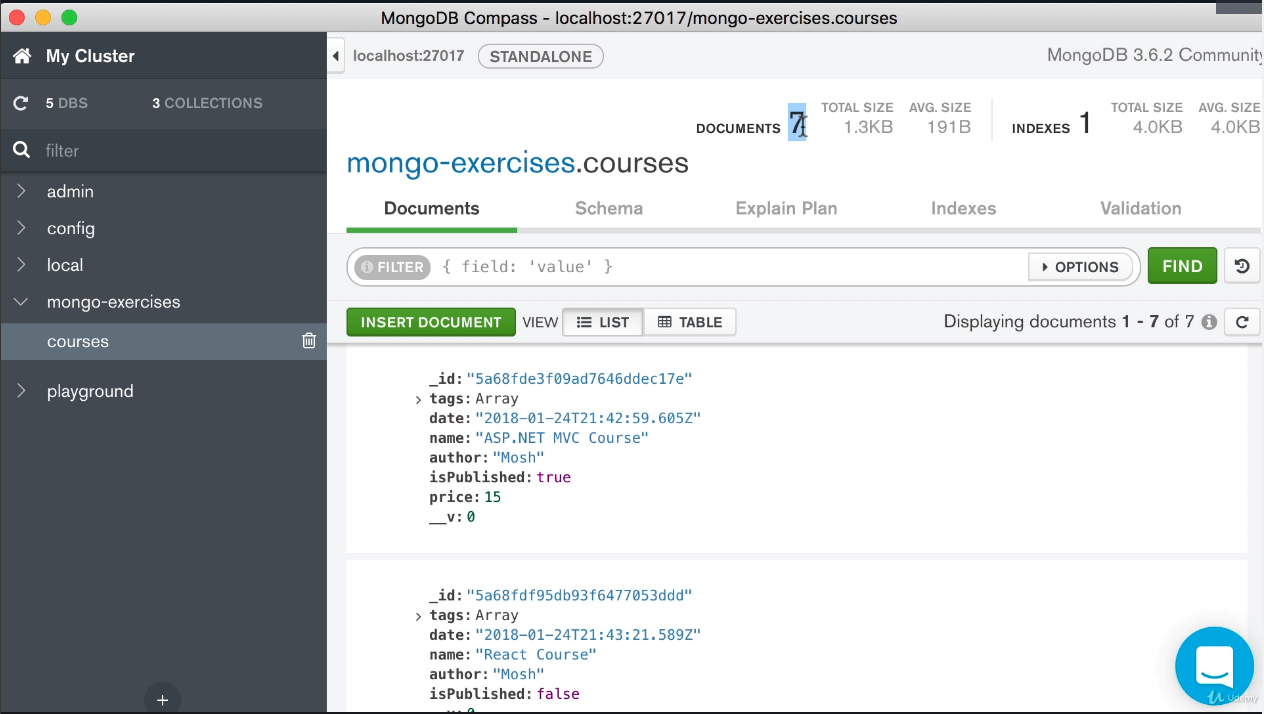 MongoDB Compass - localhost:27017/mongo-exercises.courses
My Cluster
localhost:27017 STANDALONE MongoDB 3.6.2 Community
5 DBS 3 COLLECTIONS
DOCUMENTS 7 TOTAL SIZE 1.3KB AVG. SIZE 191B INDEXES 1 TOTAL SIZE 4.0KB AVG. SIZE 4.0KB
filter
mongo-exercises.courses
admin
config
local
mongo-exercises
courses
playground
Documents Schema Explain Plan Indexes Validation
FILTER { field: 'value' } OPTIONS FIND
INSERT DOCUMENT VIEW LIST TABLE Displaying documents 1 - 7 of 7
_id: "5a68fde3f09ad7646ddec17e"
tags: Array
date: "2018-01-24T21:42:59.605Z"
name: "ASP.NET MVC Course"
author: "Mosh"
isPublished: true
price: 15
__v: 0
_id: "5a68fdf95db93f6477053ddd"
tags: Array
date: "2018-01-24T21:43:21.589Z"
name: "React Course"
author: "Mosh"
isPublished: false
Udemy